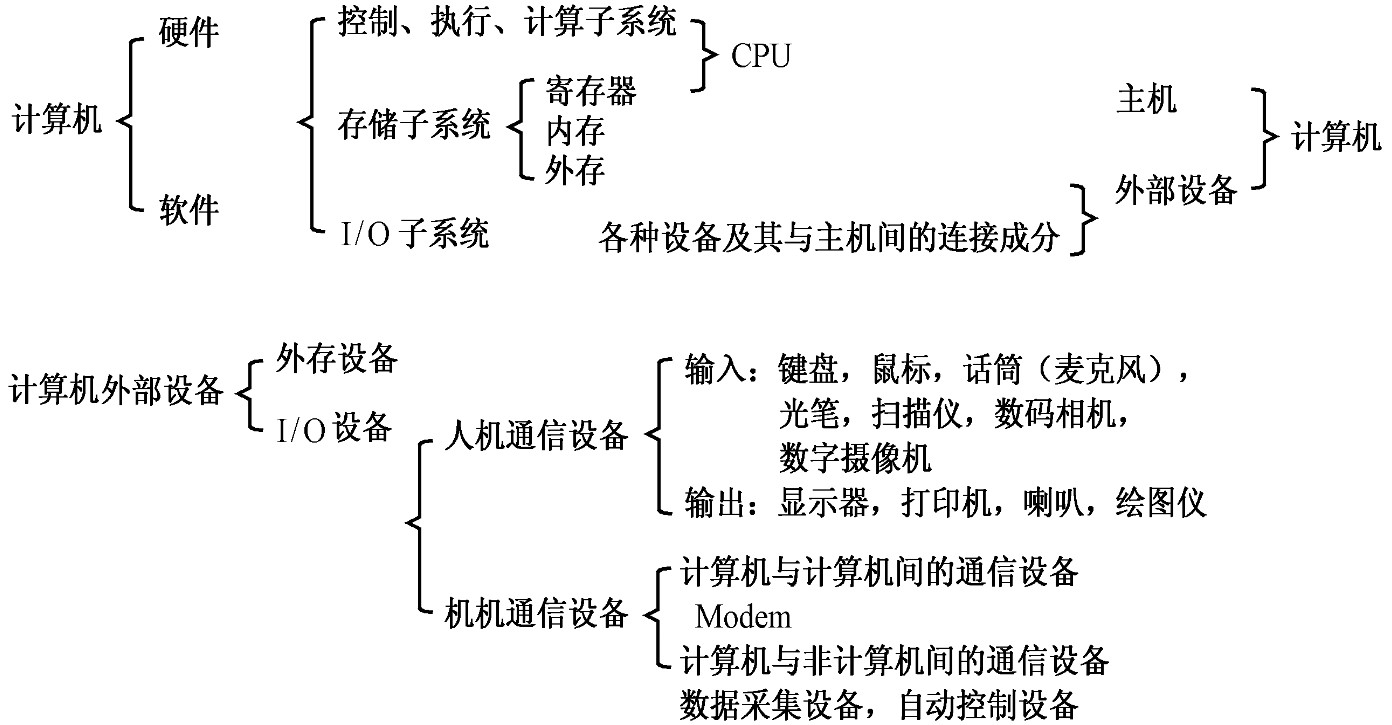 硬件
控制、执行、计算子系统
CPU
寄存器
主机
计算机
存储子系统
内存
计算机
外存
外部设备
软件
I/O 子系统
各种设备及其与主机间的连接成分
外存设备
输入：键盘，鼠标，话筒（麦克风），
计算机外部设备
光笔，扫描仪，数码相机，
I/O 设备
人机通信设备
数字摄像机
输出：显示器，打印机，喇叭，绘图仪
计算机与计算机间的通信设备
机机通信设备
Modem
计算机与非计算机间的通信设备
数据采集设备，自动控制设备